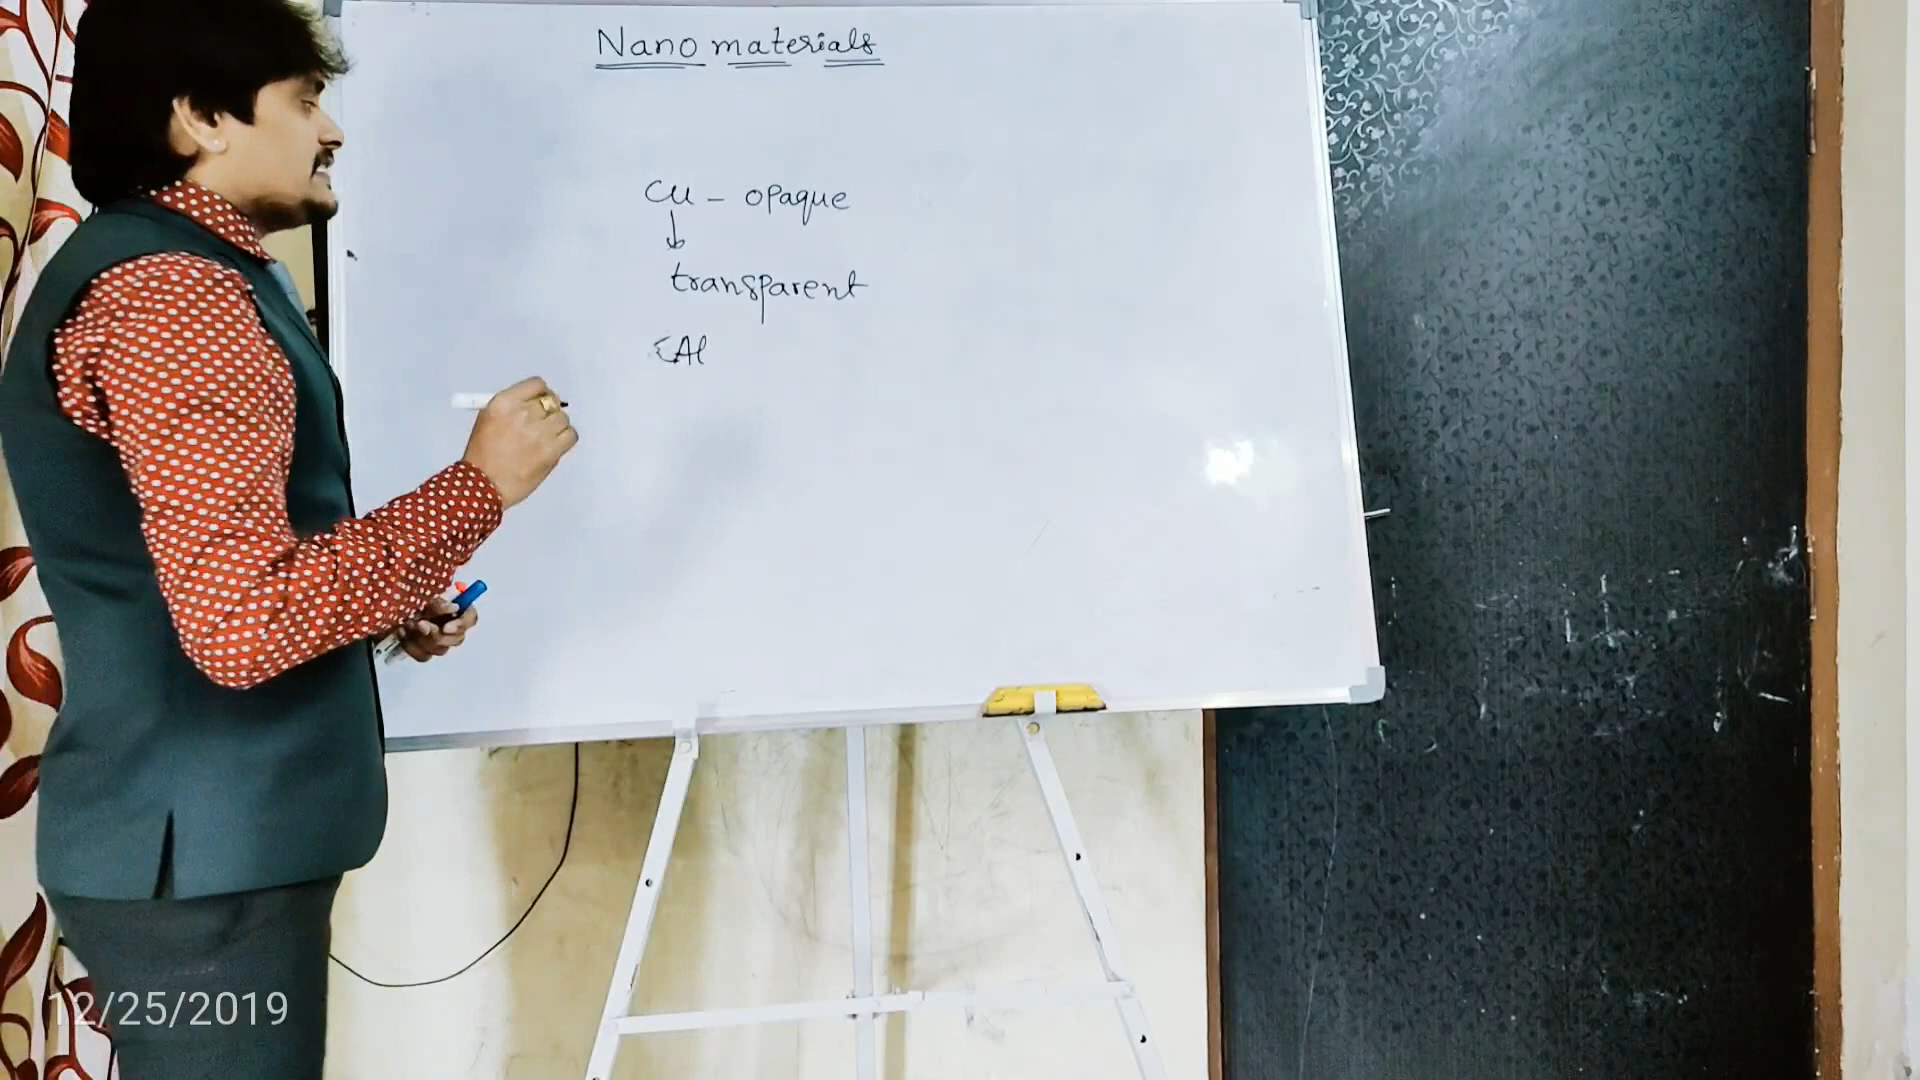 Nano materials
Cu - opaque
transparent
Al
12/25/2019